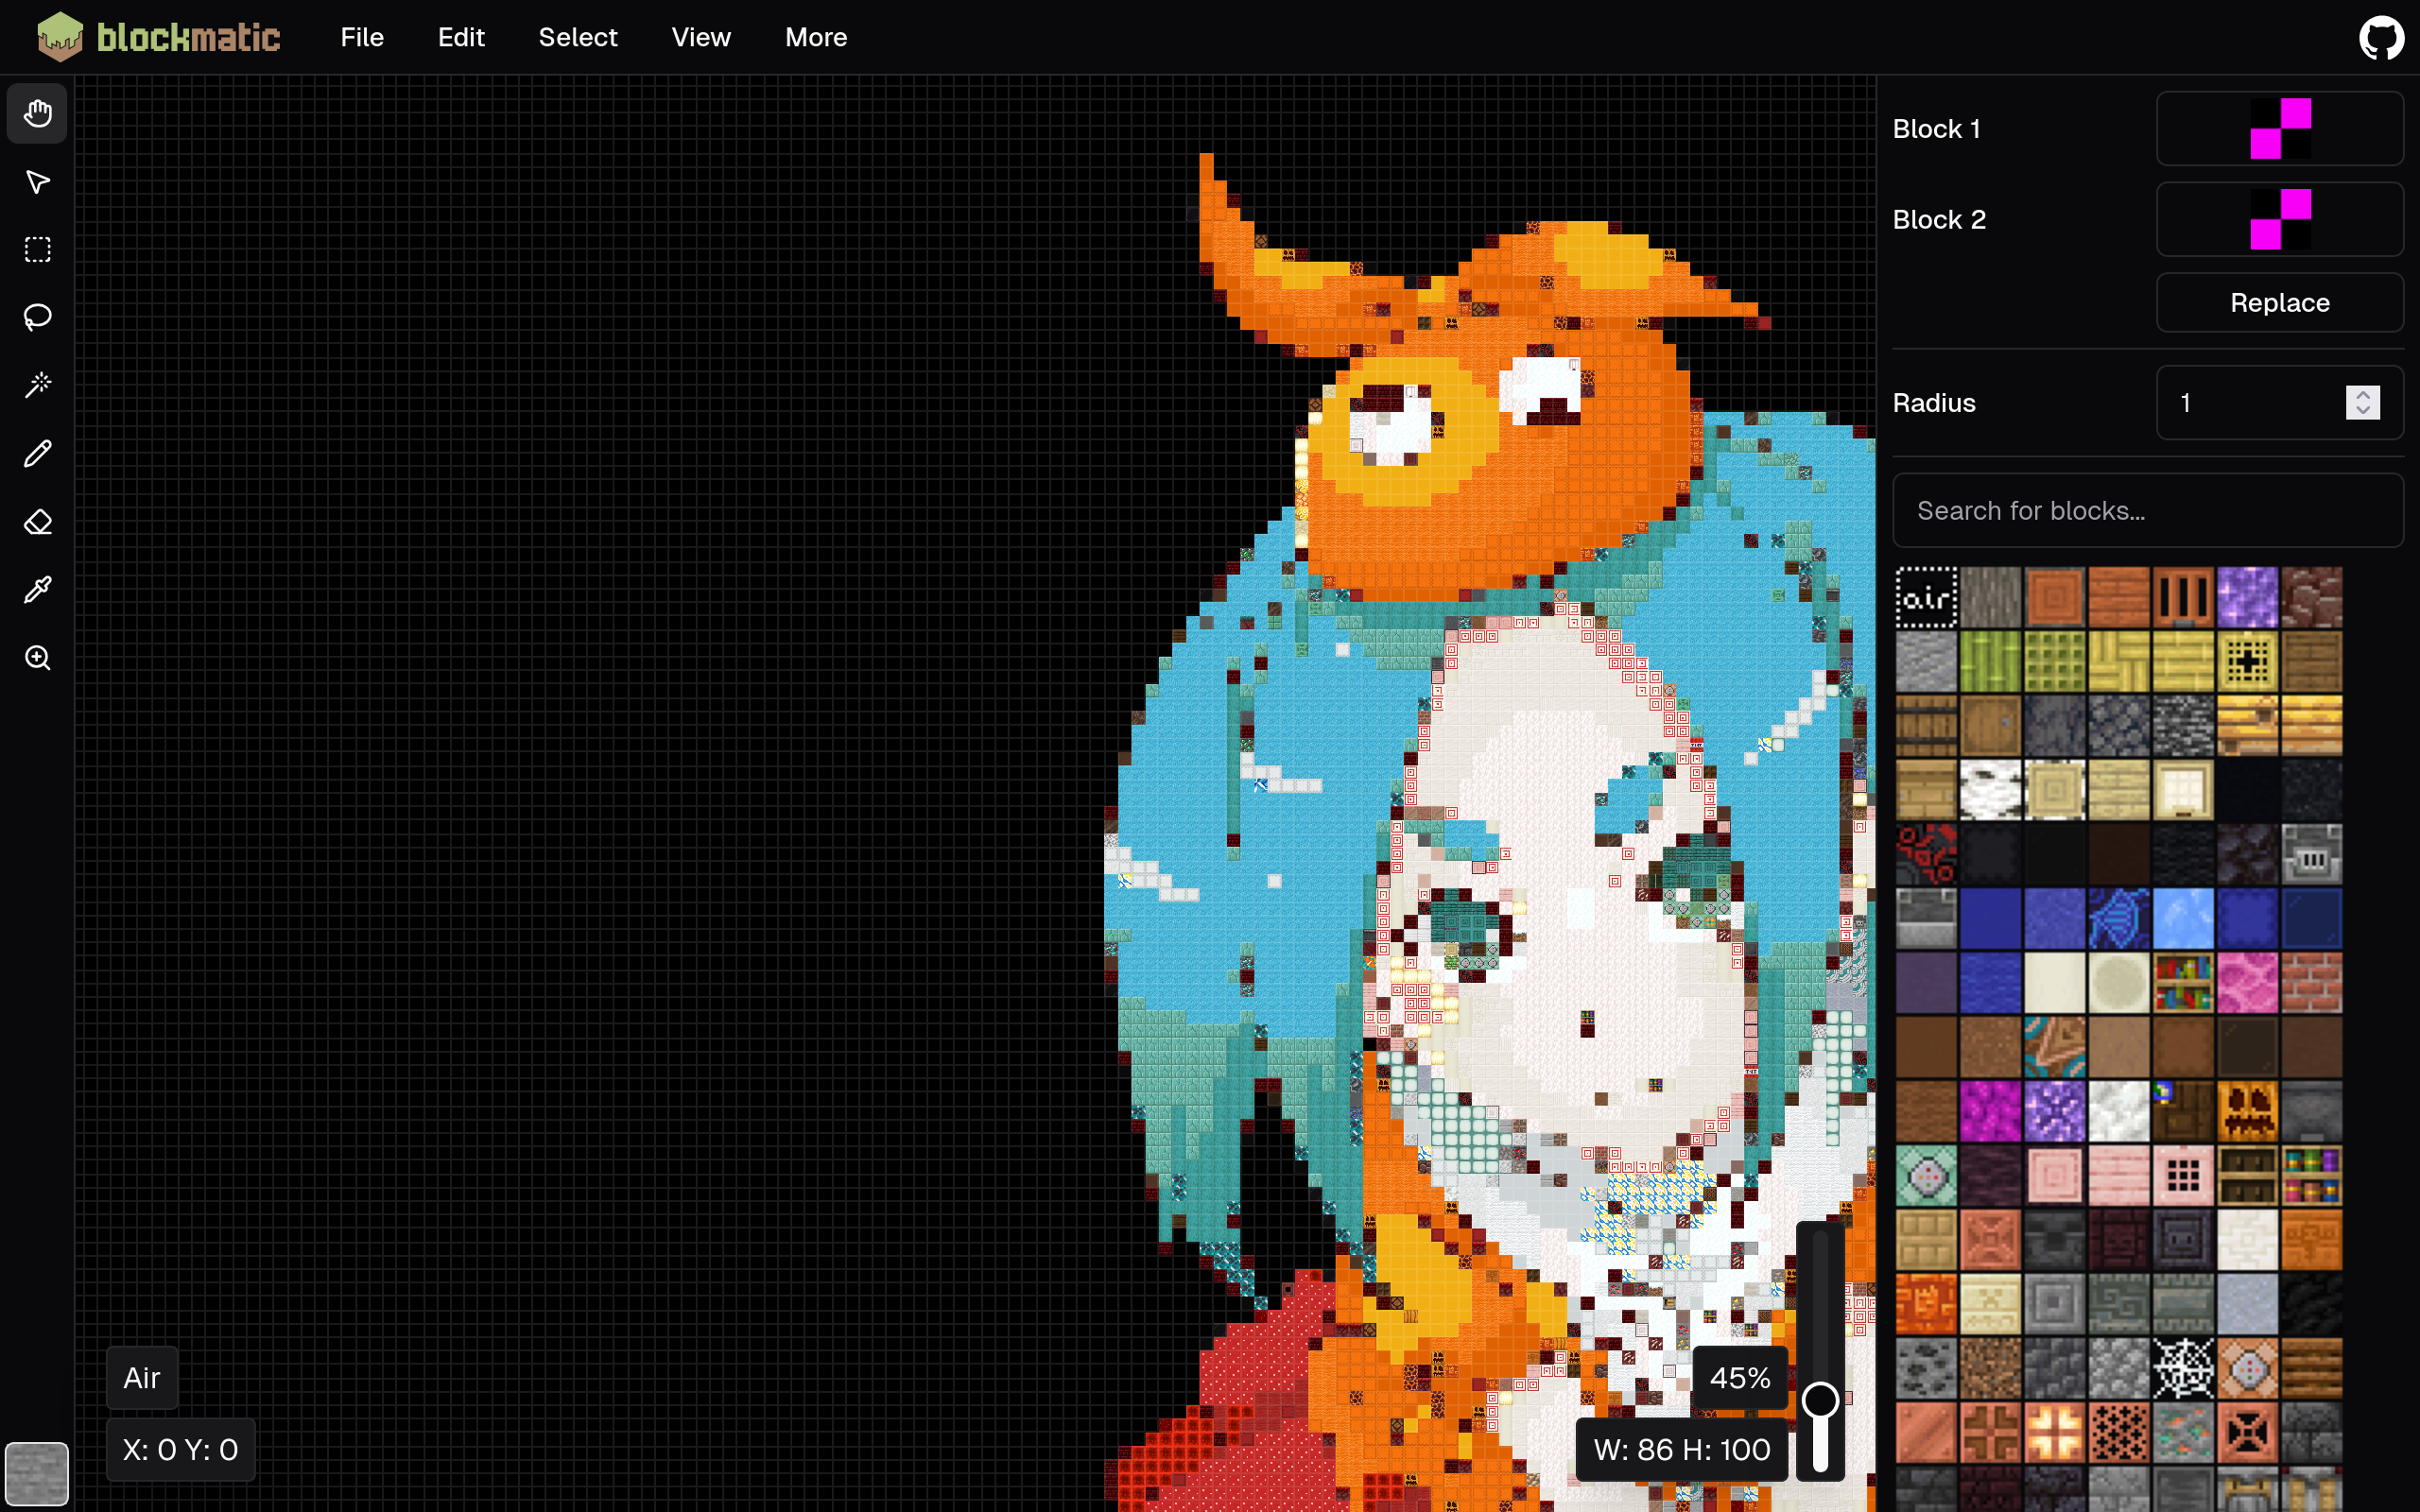 blockmatic
File
Edit
Select
View
More
Block 1
Block 2
Replace
Radius
1
Search for blocks...
air
Air
X: 0 Y: 0
45%
W: 86 H: 100